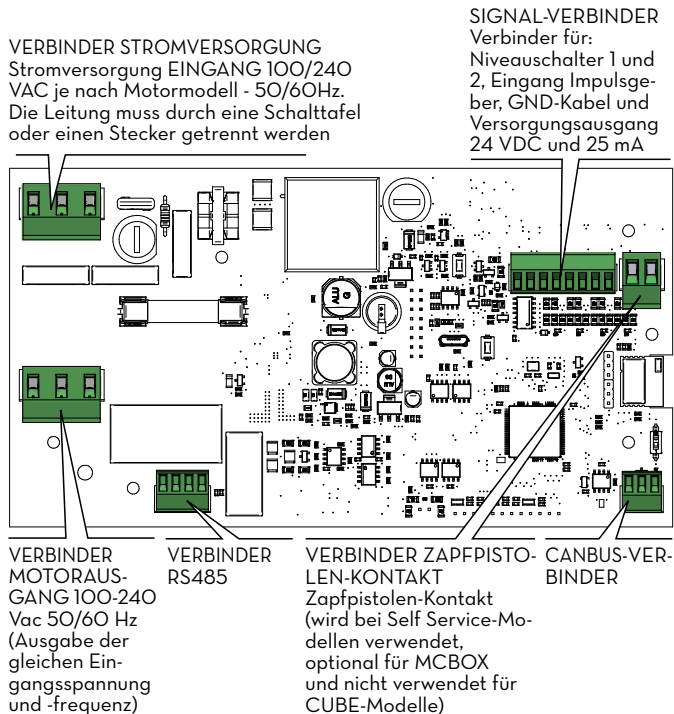 VERBINDER STROMVERSORGUNG
Stromversorgung EINGANG 100/240
VAC je nach Motormodell - 50/60Hz.
Die Leitung muss durch eine Schalttafel
oder einen Stecker getrennt werden
SIGNAL-VERBINDER
Verbinder für:
Niveauschalter 1 und
2, Eingang Impulsge-
ber, GND-Kabel und
Versorgungsausgang
24 VDC und 25 mA
VERBINDER
MOTORAUS-
GANG 100-240
Vac 50/60 Hz
(Ausgabe der
gleichen Ein-
gangsspannung
und -frequenz)
VERBINDER
RS485
VERBINDER ZAPFPISTO-
LEN-KONTAKT
Zapfpistolen-Kontakt
(wird bei Self Service-Mo-
dellen verwendet,
optional für MCBOX
und nicht verwendet für
CUBE-Modelle)
CANBUS-VER-
BINDER